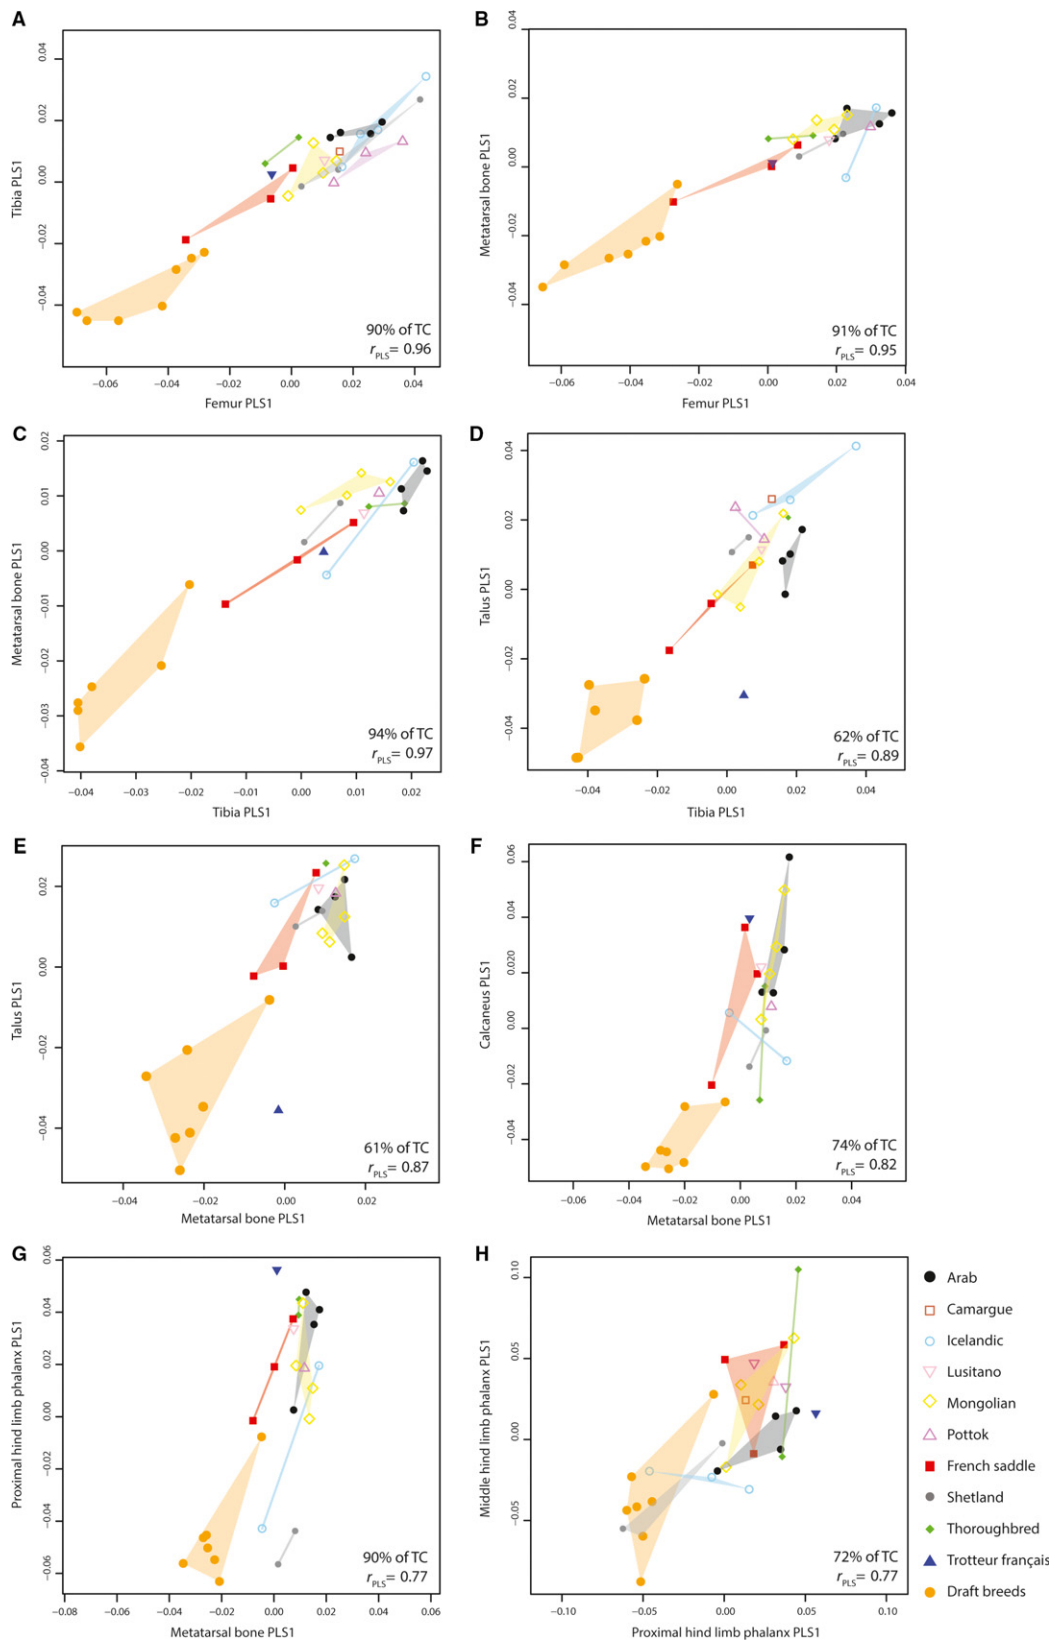 A
0.04
0.02
0.00
−0.02
−0.04
Tibia PLS1
90% of TC
rPLS= 0.96
−0.06 −0.04 −0.02 0.00 0.02 0.04
Femur PLS1
B
0.04
0.02
0.00
−0.02
−0.04
Metatarsal bone PLS1
91% of TC
rPLS= 0.95
−0.06 −0.04 −0.02 0.00 0.02 0.04
Femur PLS1
C
0.02
0.01
0.00
−0.01
−0.02
−0.03
−0.04
Metatarsal bone PLS1
94% of TC
rPLS= 0.97
−0.04 −0.03 −0.02 −0.01 0.00 0.01 0.02
Tibia PLS1
D
0.04
0.02
0.00
−0.02
−0.04
Talus PLS1
62% of TC
rPLS= 0.89
−0.04 −0.02 0.00 0.02 0.04
Tibia PLS1
E
0.02
0.00
−0.02
−0.04
Talus PLS1
61% of TC
rPLS= 0.87
−0.04 −0.02 0.00 0.02
Metatarsal bone PLS1
F
0.06
0.04
0.020
0.00
−0.02
−0.04
Calcaneus PLS1
74% of TC
rPLS= 0.82
−0.06 −0.04 −0.02 0.00 0.02 0.04
Metatarsal bone PLS1
G
0.06
0.04
0.02
0.00
−0.02
−0.04
−0.06
Proximal hind limb phalanx PLS1
90% of TC
rPLS= 0.77
−0.08 −0.06 −0.04 −0.02 0.00 0.02 0.04 0.06
Metatarsal bone PLS1
H
0.10
0.05
0.00
−0.05
Middle hind limb phalanx PLS1
72% of TC
rPLS= 0.77
−0.10 −0.05 0.00 0.05 0.10
Proximal hind limb phalanx PLS1
Arab
Camargue
Icelandic
Lusitano
Mongolian
Pottok
French saddle
Shetland
Thoroughbred
Trotteur français
Draft breeds